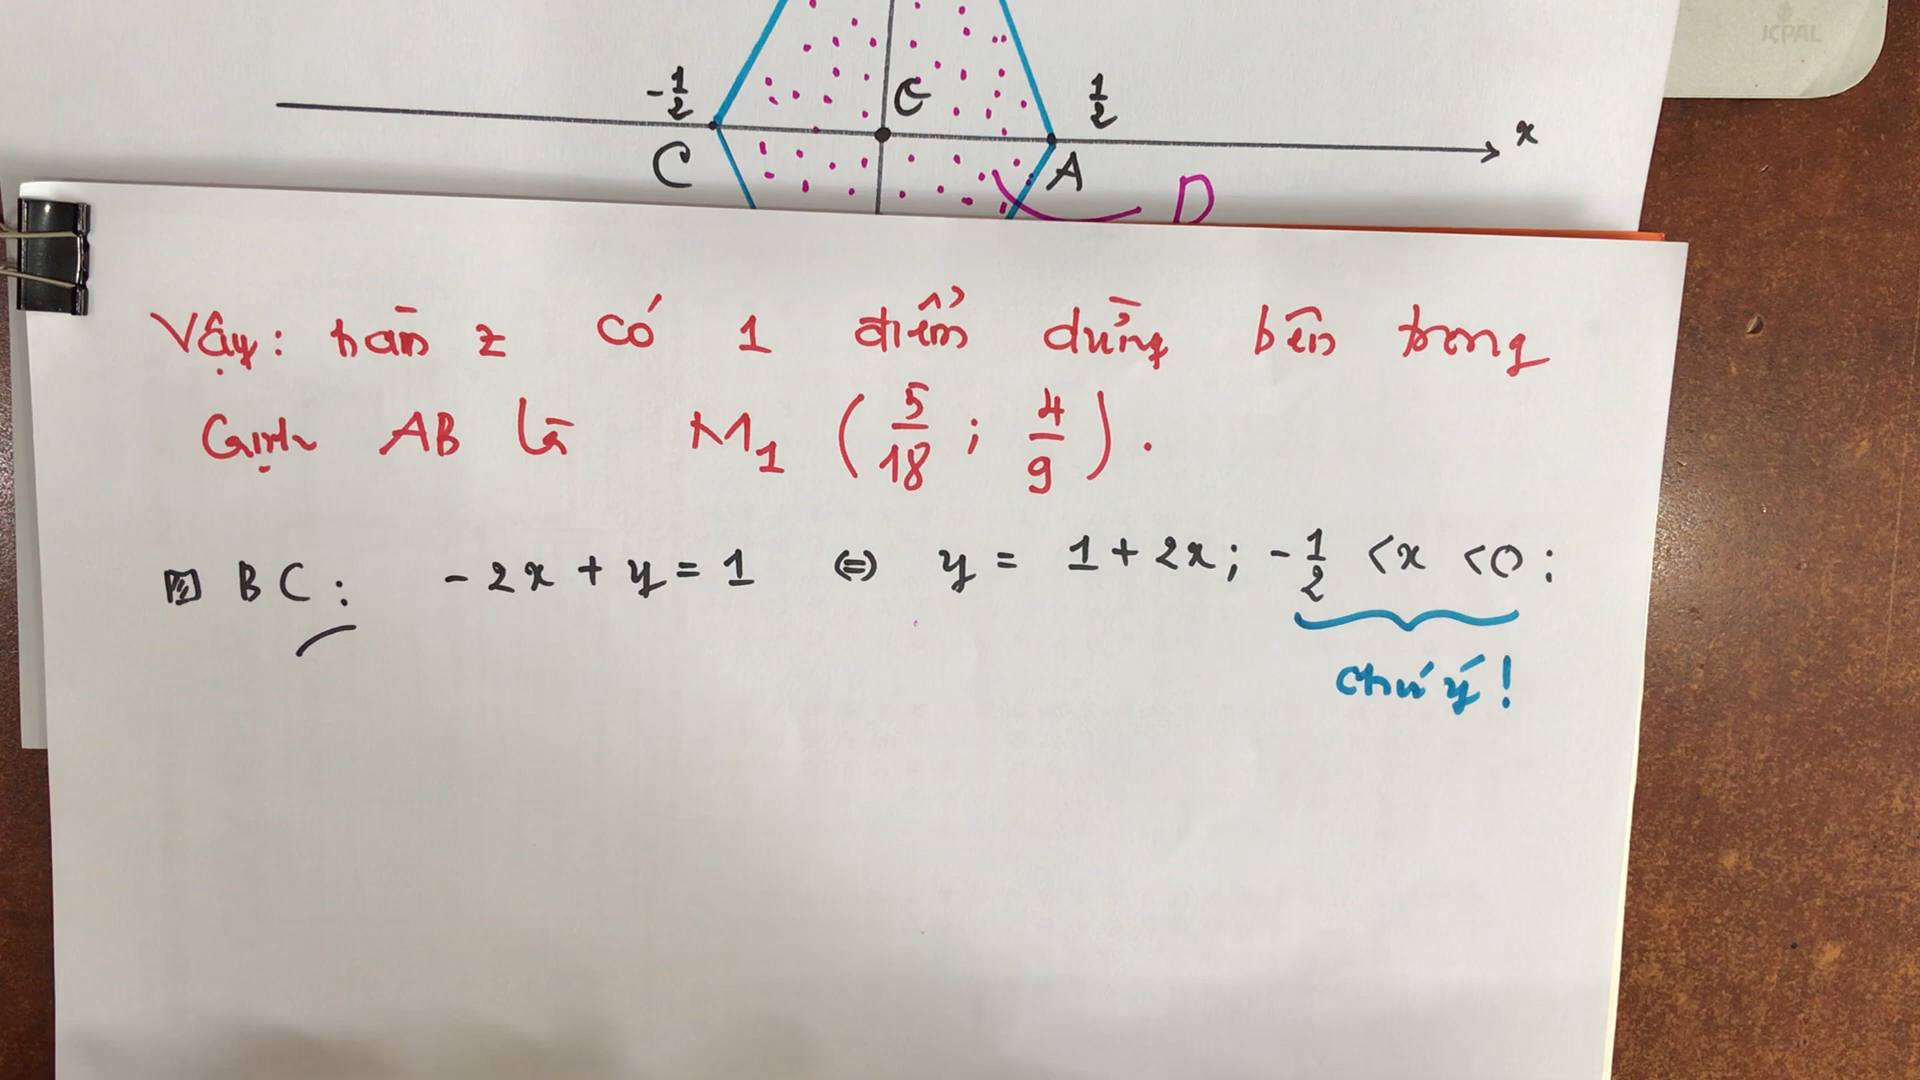 JCPAL
-1/2 O 1/2 x
C A D
Vậy: hàm z có 1 điểm dừng bên trong
Cạnh AB là M₁ (5/18 ; 4/9).
BC: -2x + y = 1 ⇔ y = 1 + 2x; -1/2 < x < 0 :
chú ý!